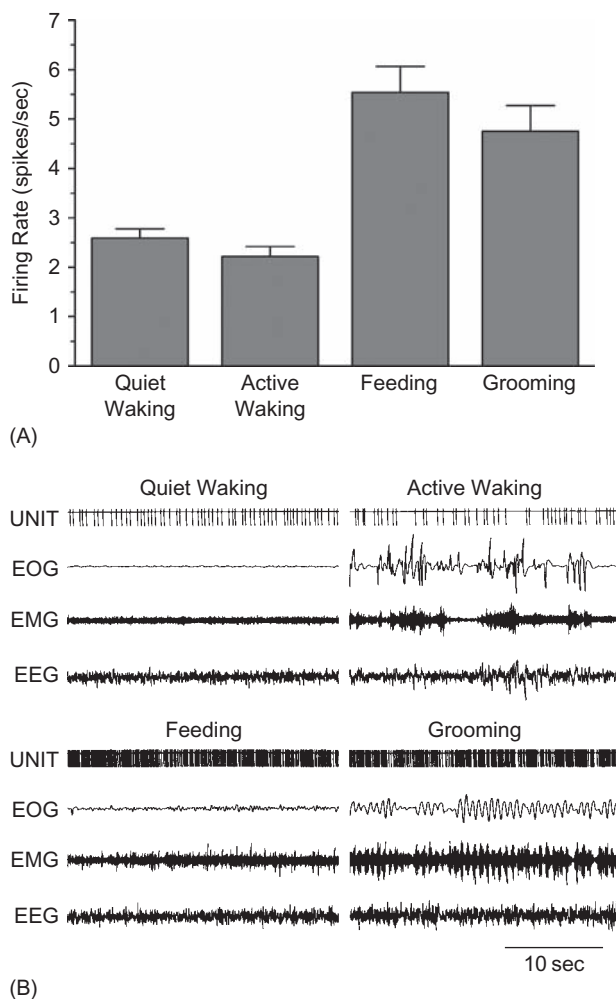 7
6
5
4
3
2
1
0
Firing Rate (spikes/sec)
Quiet Waking
Active Waking
Feeding
Grooming
(A)
Quiet Waking
Active Waking
UNIT
EOG
EMG
EEG
Feeding
Grooming
UNIT
EOG
EMG
EEG
10 sec
(B)